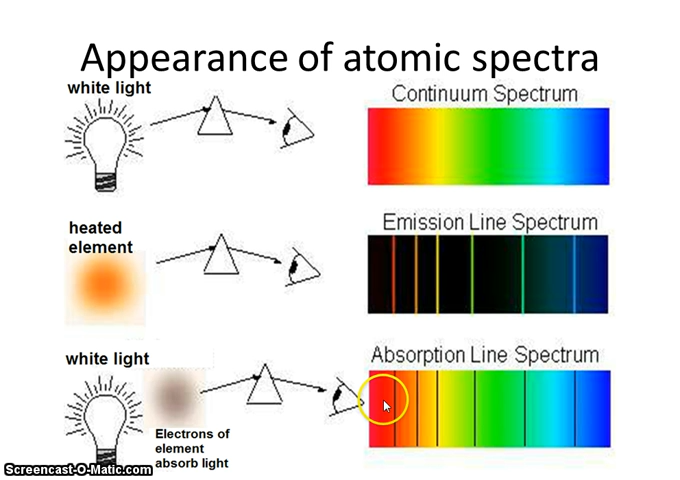 Appearance of atomic spectra
white light
Continuum Spectrum
heated
element
Emission Line Spectrum
white light
Absorption Line Spectrum
Electrons of
element
absorb light
Screencast-O-Matic.com